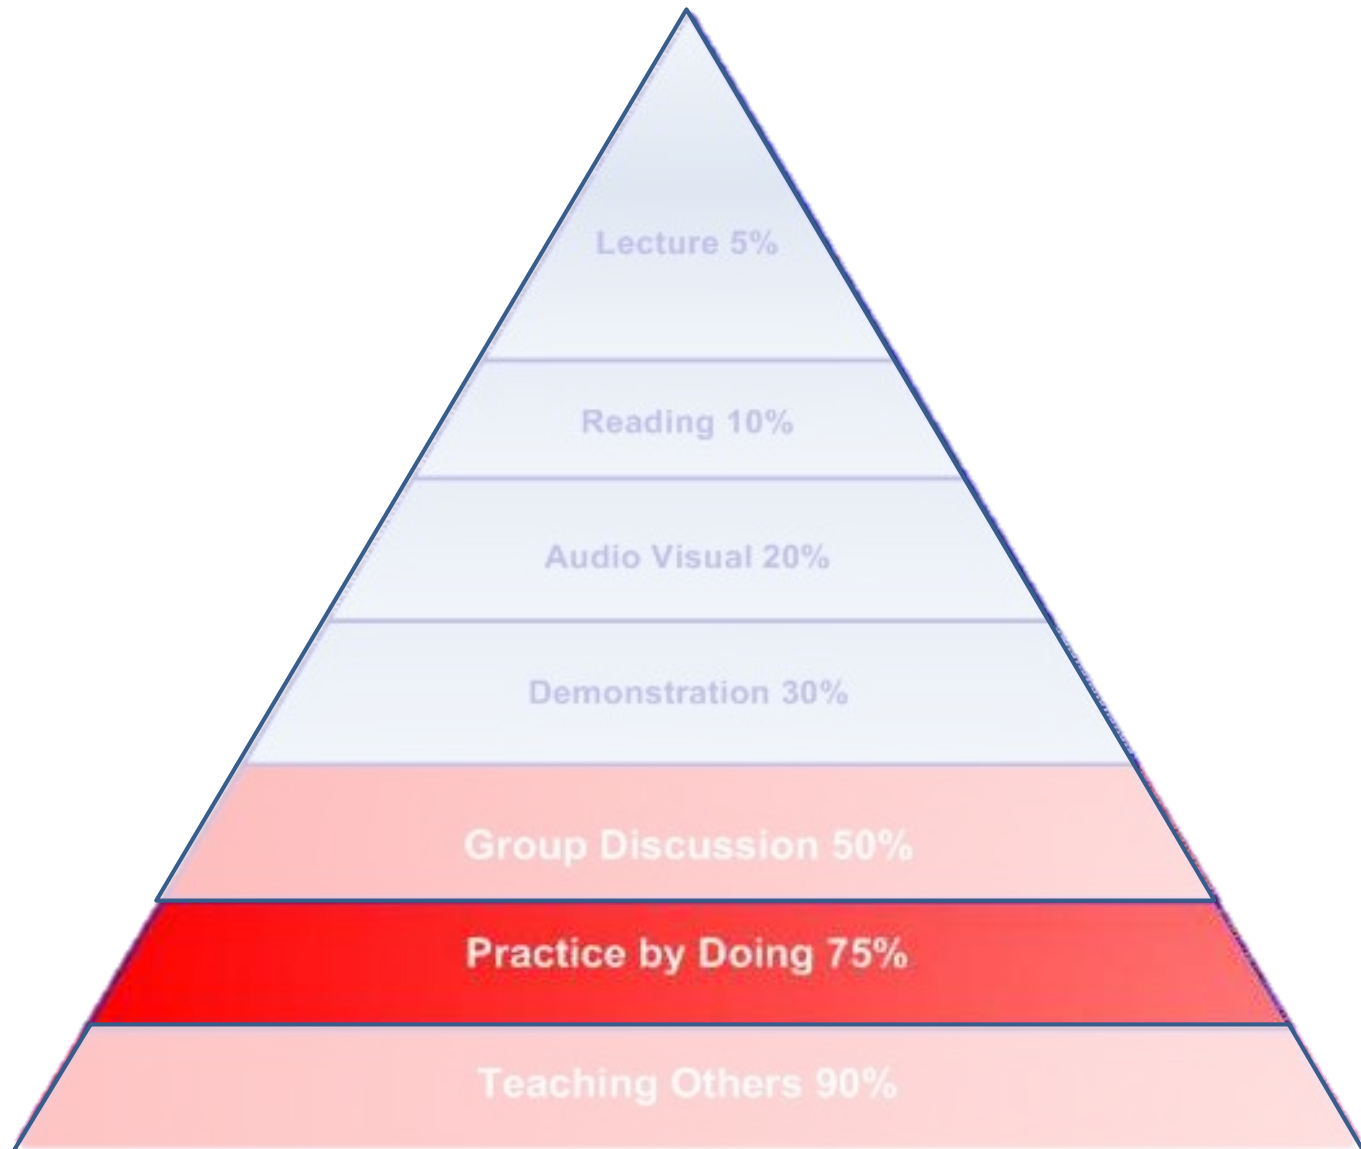 Lecture 5%
Reading 10%
Audio Visual 20%
Demonstration 30%
Group Discussion 50%
Practice by Doing 75%
Teaching Others 90%